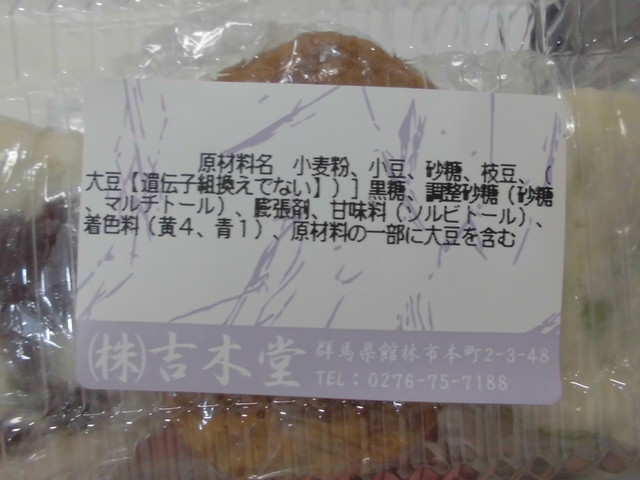 原材料名　小麦粉、小豆、砂糖、枝豆、（
大豆【遺伝子組換えでない】）］黒糖、調整砂糖（砂糖
、マルチトール）、膨張剤、甘味料（ソルビトール）、
着色料（黄４、青１）、原材料の一部に大豆を含む
㈱吉木堂
群馬県館林市本町2-3-48
TEL：0276-75-7188